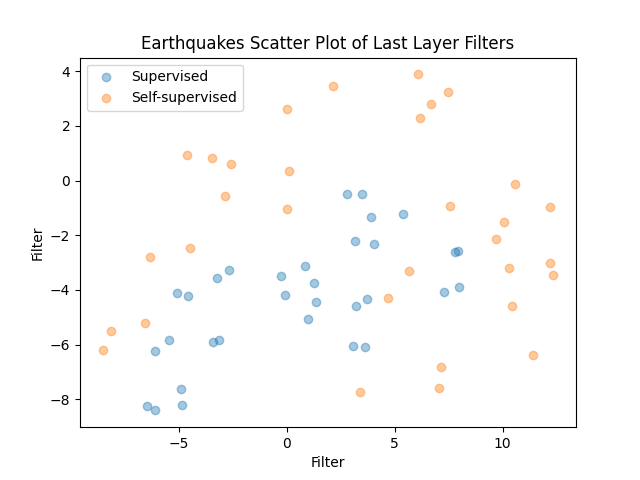 Earthquakes Scatter Plot of Last Layer Filters
Supervised
Self-supervised
4
2
0
−2
−4
−6
−8
Filter
−5
0
5
10
Filter